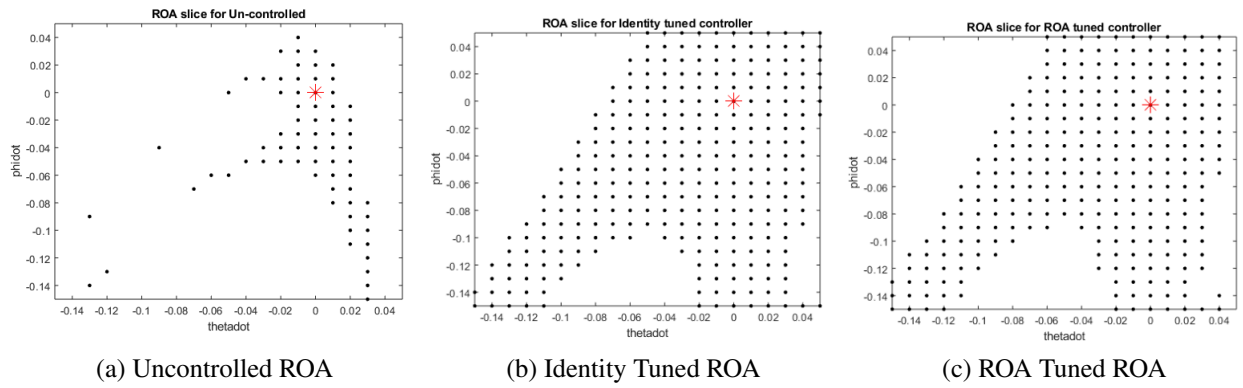 ROA slice for Un-controlled
0.04
0.02
0
-0.02
-0.04
-0.06
-0.08
-0.1
-0.12
-0.14
phidot
-0.14 -0.12 -0.1 -0.08 -0.06 -0.04 -0.02 0 0.02 0.04
thetadot
(a) Uncontrolled ROA
ROA slice for Identity tuned controller
0.04
0.02
0
-0.02
-0.04
-0.06
-0.08
-0.1
-0.12
-0.14
phidot
-0.14 -0.12 -0.1 -0.08 -0.06 -0.04 -0.02 0 0.02 0.04
thetadot
(b) Identity Tuned ROA
ROA slice for ROA tuned controller
0.04
0.02
0
-0.02
-0.04
-0.06
-0.08
-0.1
-0.12
-0.14
phidot
-0.14 -0.12 -0.1 -0.08 -0.06 -0.04 -0.02 0 0.02 0.04
thetadot
(c) ROA Tuned ROA